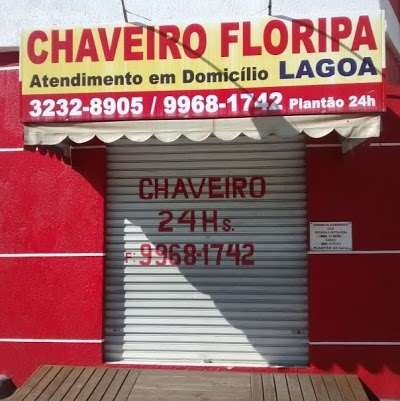 CHAVEIRO FLORIPA
Atendimento em Domicílio LAGOA
3232-8905 / 9968-1742 Plantão 24h
CHAVEIRO
24Hs.
F: 9968-1742